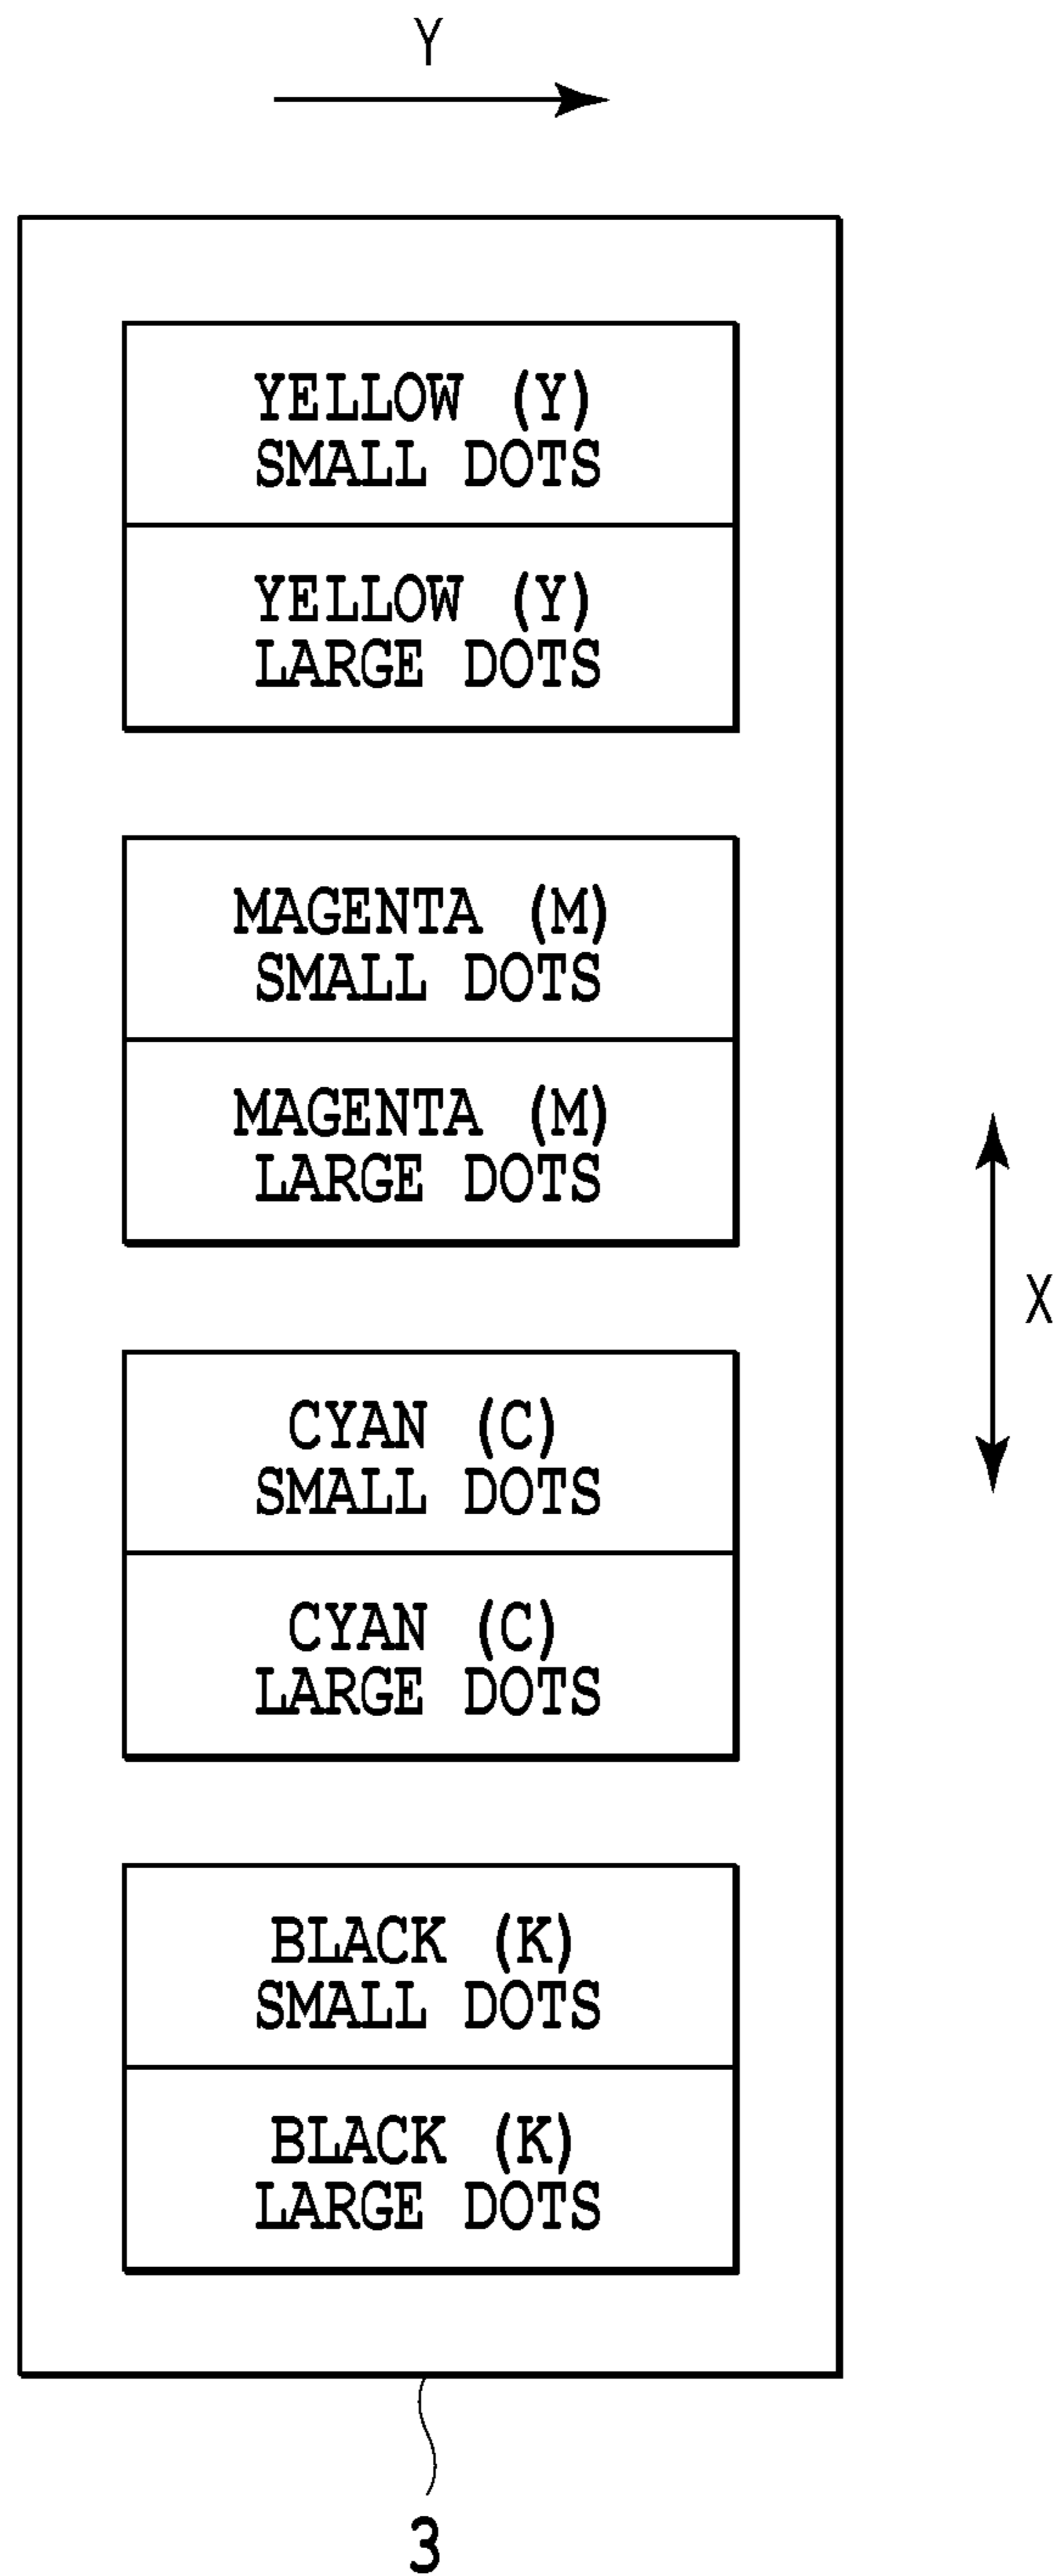 Y
YELLOW (Y)
SMALL DOTS
YELLOW (Y)
LARGE DOTS
MAGENTA (M)
SMALL DOTS
MAGENTA (M)
LARGE DOTS
X
CYAN (C)
SMALL DOTS
CYAN (C)
LARGE DOTS
BLACK (K)
SMALL DOTS
BLACK (K)
LARGE DOTS
3